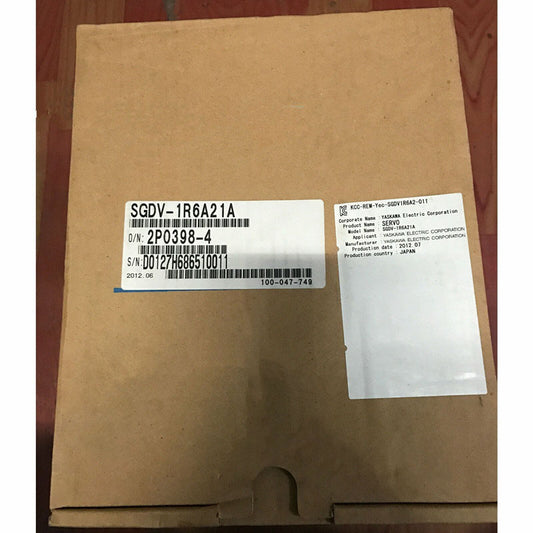 SGDV-1R6A21A
O/N: 2P0398-4
S/N: D0127H686510011
2012.06
100-047-749
KCC-REM-Yec-SGDV1R6A2-011
Corporate Name : YASKAWA Electric Corporation
Product Name : SERVO
Model Name : SGDV-1R6A21A
Applicant : YASKAWA ELECTRIC CORPORATION
Manufacturer : YASKAWA ELECTRIC CORPORATION
Production date : 2012.07
Production country : JAPAN